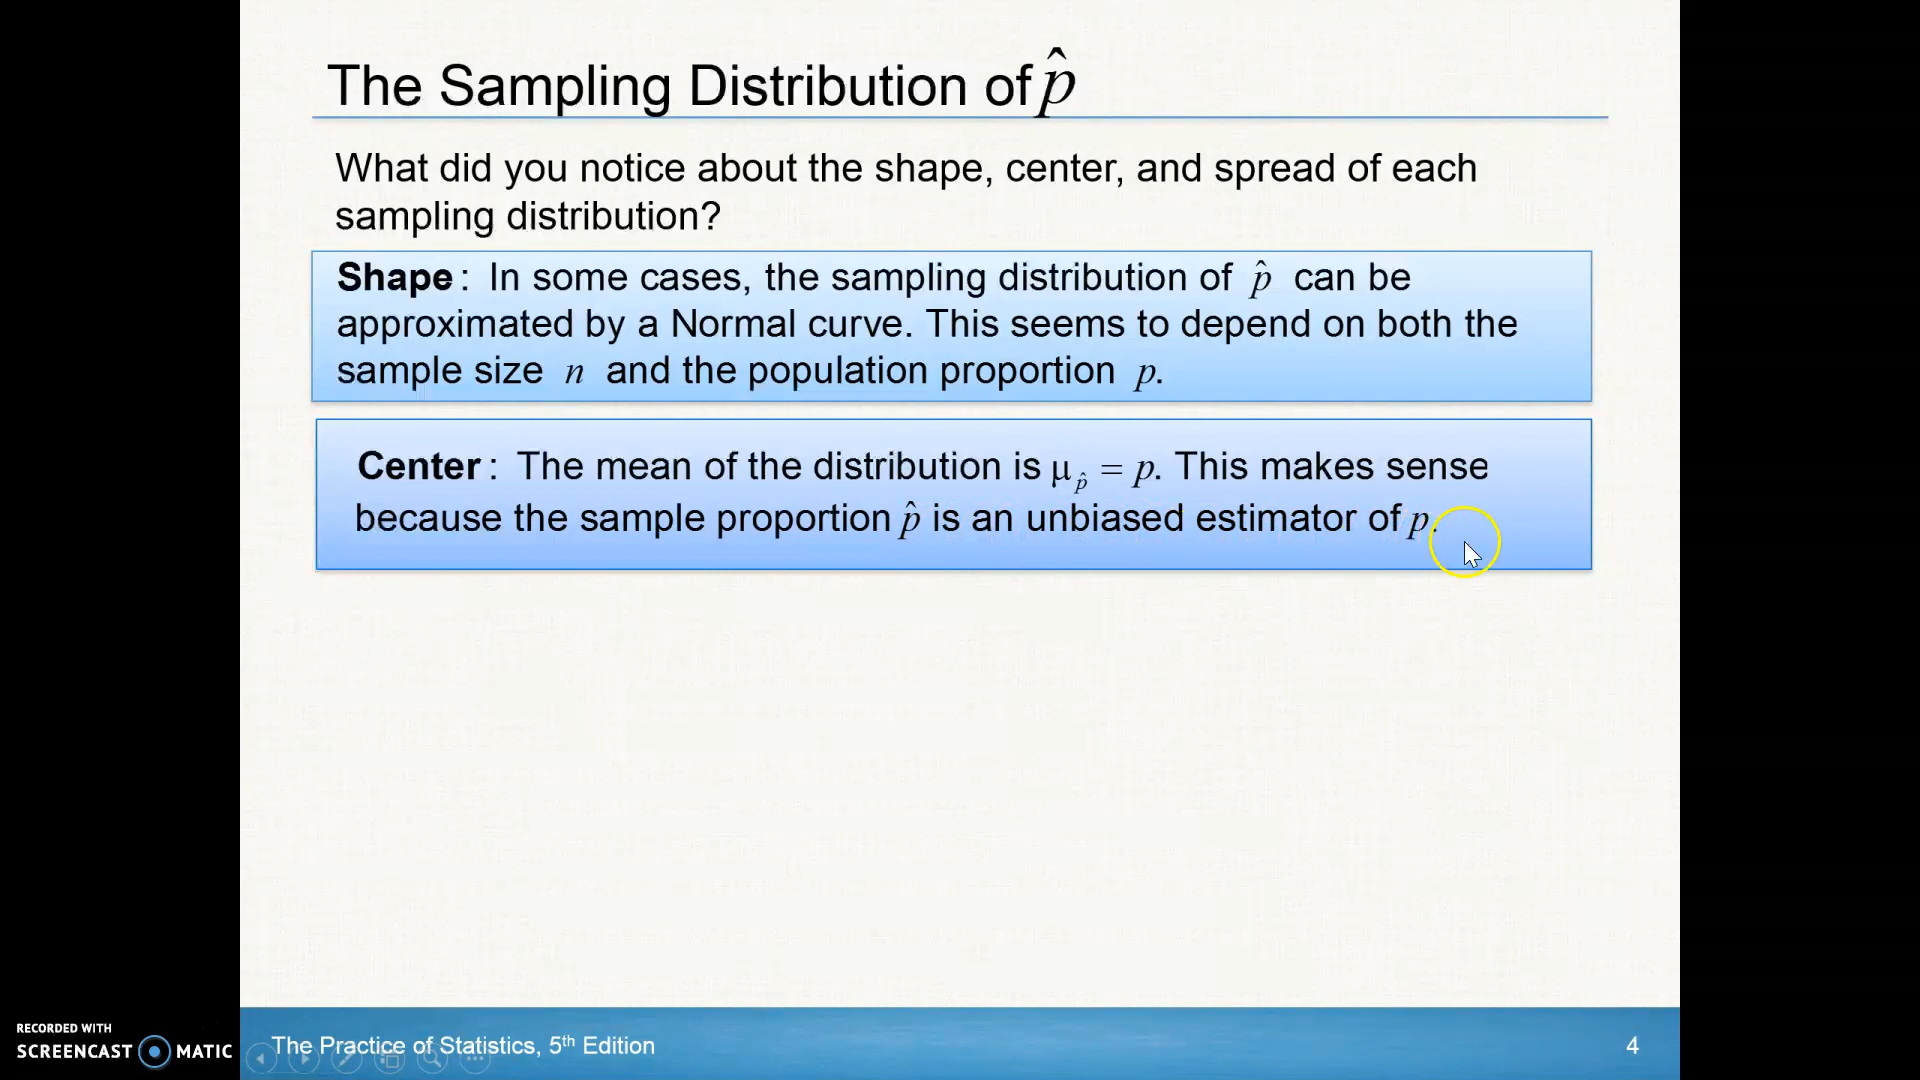 The Sampling Distribution of p̂
What did you notice about the shape, center, and spread of each
sampling distribution?
Shape: In some cases, the sampling distribution of p̂ can be
approximated by a Normal curve. This seems to depend on both the
sample size n and the population proportion p.
Center: The mean of the distribution is μp̂ = p. This makes sense
because the sample proportion p̂ is an unbiased estimator of p.
RECORDED WITH
SCREENCAST MATIC
The Practice of Statistics, 5th Edition
4